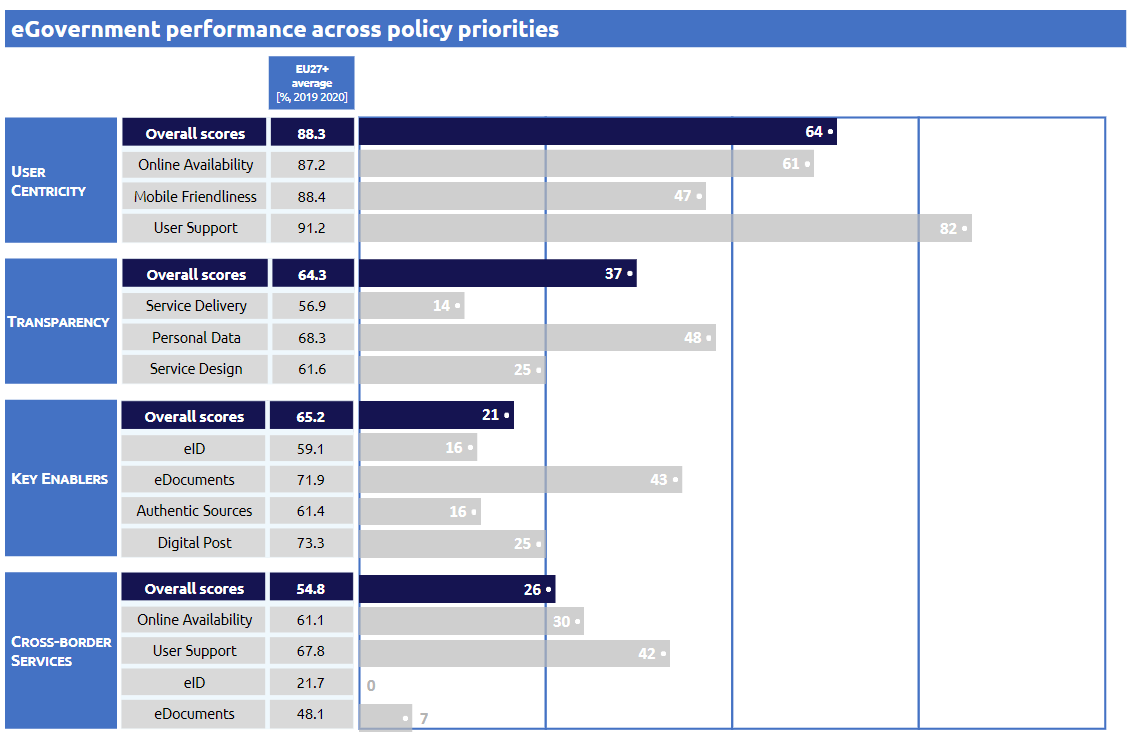 eGovernment performance across policy priorities
EU27+
average
[%, 2019 2020]
USER
CENTRICITY
Overall scores 88.3 64
Online Availability 87.2 61
Mobile Friendliness 88.4 47
User Support 91.2 82
TRANSPARENCY
Overall scores 64.3 37
Service Delivery 56.9 14
Personal Data 68.3 48
Service Design 61.6 25
KEY ENABLERS
Overall scores 65.2 21
eID 59.1 16
eDocuments 71.9 43
Authentic Sources 61.4 16
Digital Post 73.3 25
CROSS-BORDER
SERVICES
Overall scores 54.8 26
Online Availability 61.1 30
User Support 67.8 42
eID 21.7 0
eDocuments 48.1 7